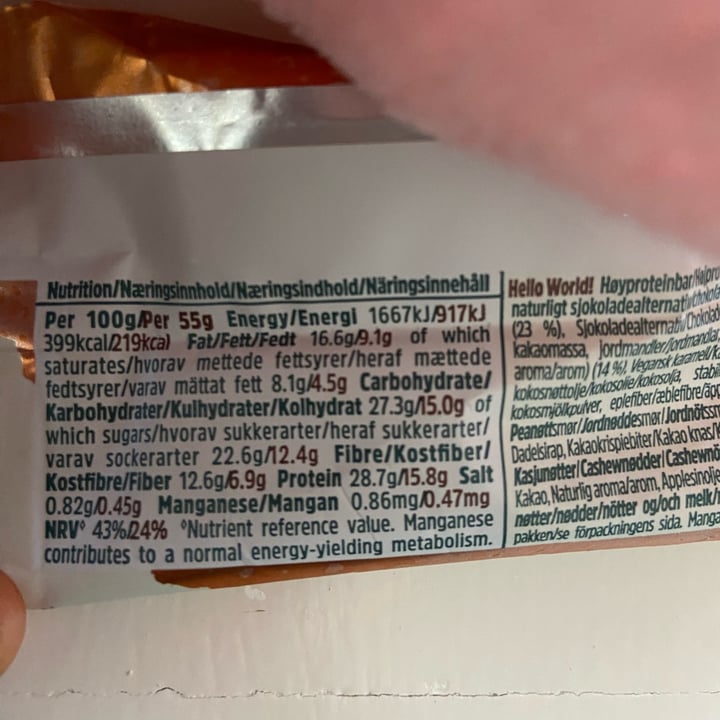 Nutrition/Næringsinnhold/Næringsindhold/Näringsinnehåll
Per 100g/Per 55g Energy/Energi 1667kJ/917kJ
399kcal/219kcal) Fat/Fett/Fedt 16.6g/9.1g of which
saturates/hvorav mettede fettsyrer/heraf mættede
fedtsyrer/varav mättat fett 8.1g/4.5g Carbohydrate/
Karbohydrater/Kulhydrater/Kolhydrat 27.3g/15.0g of
which sugars/hvorav sukkerarter/heraf sukkerarter/
varav sockerarter 22.6g/12.4g Fibre/Kostfiber/
Kostfibre/Fiber 12.6g/6.9g Protein 28.7g/15.8g Salt
0.82g/0.45g Manganese/Mangan 0.86mg/0.47mg
NRV° 43%/24% °Nutrient reference value. Manganese
contributes to a normal energy-yielding metabolism.
Hello World! Høyproteinbar/
naturligt sjokoladealternativ/
(23 %), Sjokoladealternativ/
kakaomassa, jordmandler/jordmandla,
aroma/arom) (14 %), Vegansk karamell/
kokosnøttolje/kokosolie/kokosolja,
kokosmjölkpulver, eplefiber/æblefibre/
Peanøttsmør/Jordnøddesmør/
Dadelsirap, Kakaokrispiebiter/Kakao knas/
Kasjunøtter/Cashewnødder/
Kakao, Naturlig aroma/arom,
nøtter/nødder/nötter og/och melk/
pakken/se förpackningens sida.